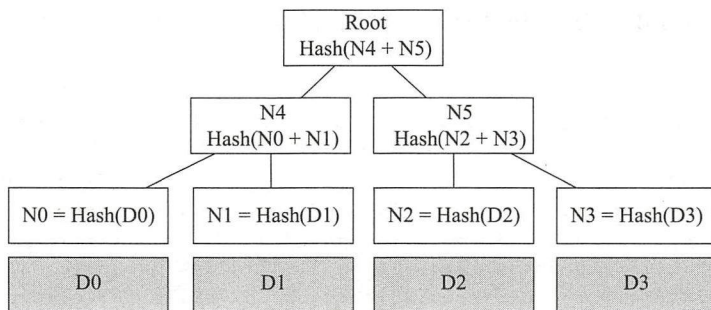 Root
Hash(N4 + N5)
N4
Hash(N0 + N1)
N5
Hash(N2 + N3)
N0 = Hash(D0)
N1 = Hash(D1)
N2 = Hash(D2)
N3 = Hash(D3)
D0
D1
D2
D3